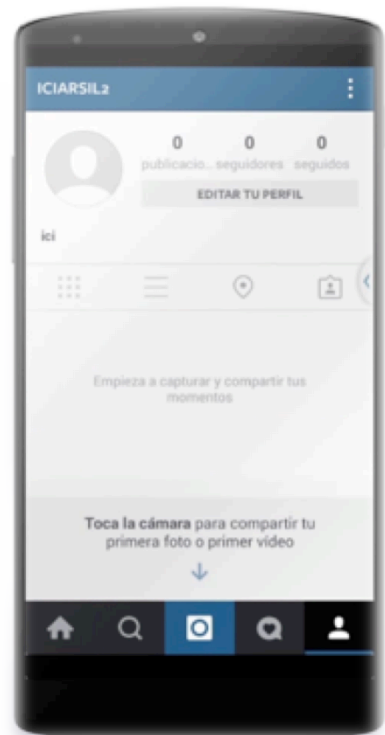 ICIARSIL2
0 0 0
publicacio... seguidores seguidos
EDITAR TU PERFIL
ici
Empieza a capturar y compartir tus
momentos
Toca la cámara para compartir tu
primera foto o primer vídeo